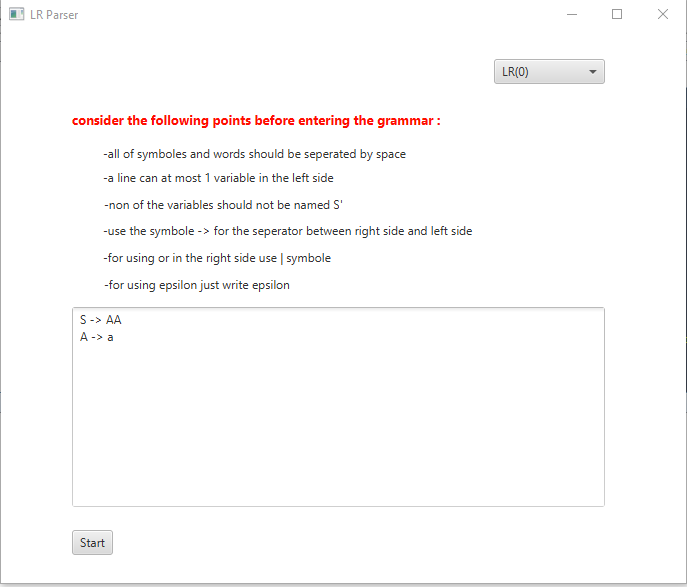 LR Parser
LR(0)
consider the following points before entering the grammar :
-all of symboles and words should be seperated by space
-a line can at most 1 variable in the left side
-non of the variables should not be named S'
-use the symbole -> for the seperator between right side and left side
-for using or in the right side use | symbole
-for using epsilon just write epsilon
S -> AA
A -> a
Start